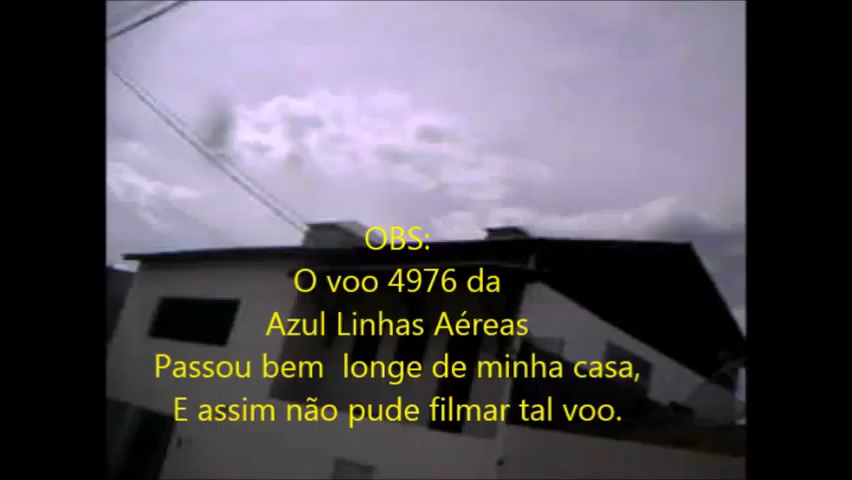 OBS:
O voo 4976 da
Azul Linhas Aéreas
Passou bem  longe de minha casa,
E assim não pude filmar tal voo.